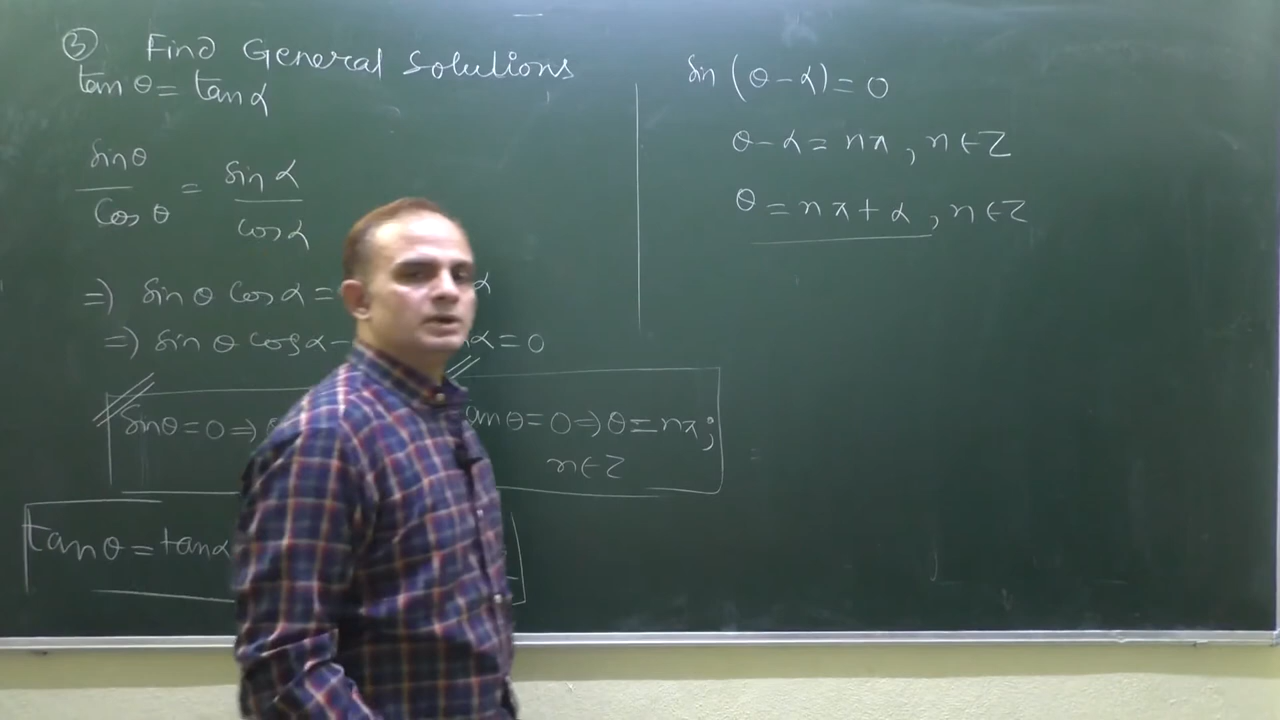 ③ Find General Solutions
tan θ = tan α
sin θ / cos θ = sin α / cos α
⇒) sin θ cos α = α
⇒) sin θ cos α - α = 0
sin θ = 0 ⇒ an θ = 0 ⇒ θ = nπ;
n ∈ Z
tan θ = tan α
sin (θ - α) = 0
θ - α = nπ, n ∈ Z
θ = nπ + α, n ∈ Z